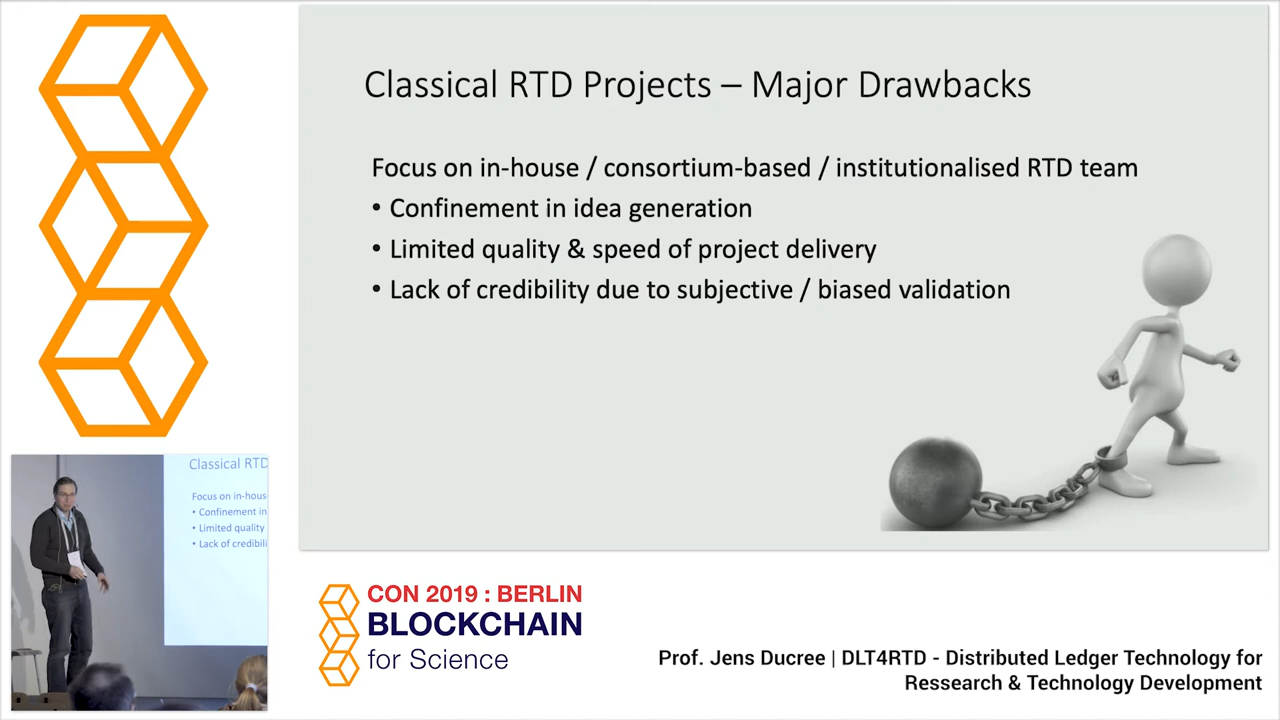 Classical RTD Projects – Major Drawbacks
Focus on in-house / consortium-based / institutionalised RTD team
• Confinement in idea generation
• Limited quality & speed of project delivery
• Lack of credibility due to subjective / biased validation
Classical RTD
Focus on in-hous
• Confinement in
• Limited quality
• Lack of credibili
CON 2019 : BERLIN
BLOCKCHAIN
for Science
Prof. Jens Ducree | DLT4RTD - Distributed Ledger Technology for
Ressearch & Technology Development